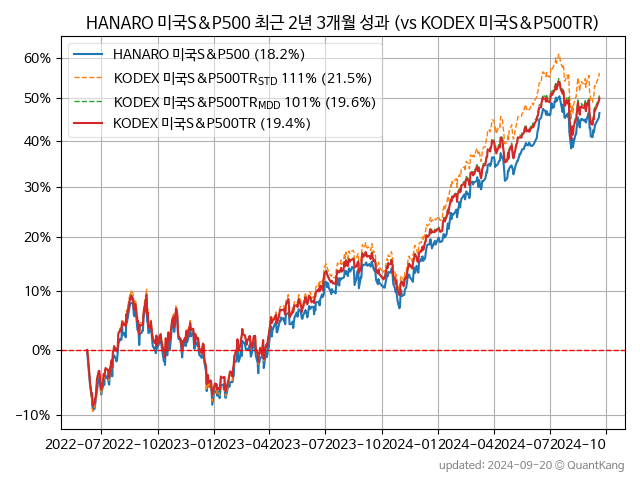 HANARO 미국S&P500 최근 2년 3개월 성과 (vs KODEX 미국S&P500TR)
HANARO 미국S&P500 (18.2%)
KODEX 미국S&P500TR_STD 111% (21.5%)
KODEX 미국S&P500TR_MDD 101% (19.6%)
KODEX 미국S&P500TR (19.4%)
60%
50%
40%
30%
20%
10%
0%
-10%
2022-07 2022-10 2023-01 2023-04 2023-07 2023-10 2024-01 2024-04 2024-07 2024-10
updated: 2024-09-20 © QuantKang